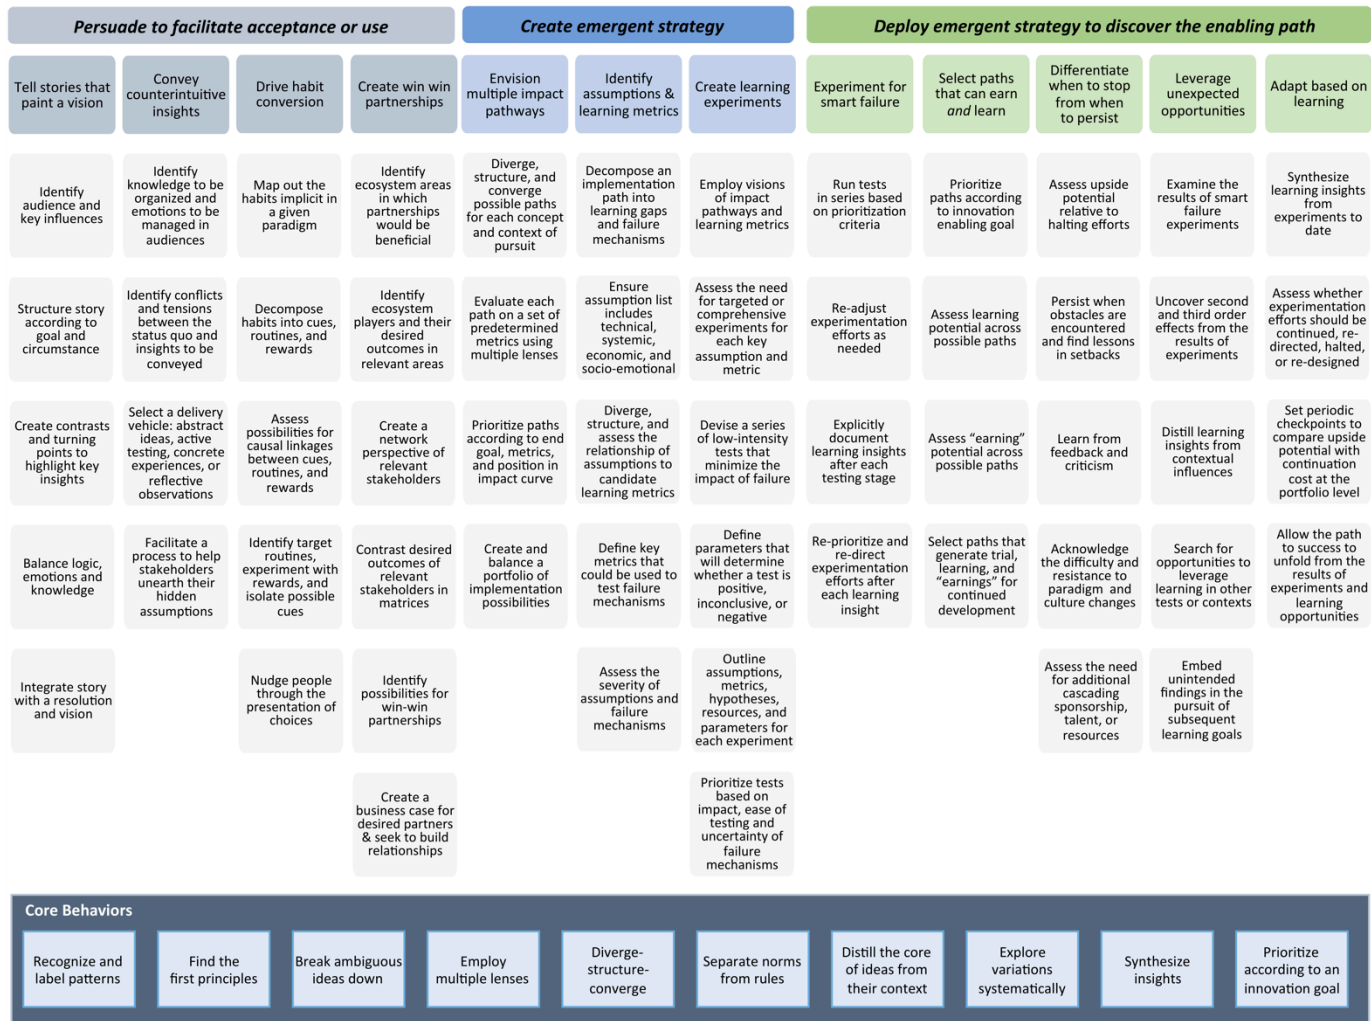 Persuade to facilitate acceptance or use
Create emergent strategy
Deploy emergent strategy to discover the enabling path
Tell stories that
paint a vision
Convey
counterintuitive
insights
Drive habit
conversion
Create win win
partnerships
Envision
multiple impact
pathways
Identify
assumptions &
learning metrics
Create learning
experiments
Experiment for
smart failure
Select paths
that can earn
and learn
Differentiate
when to stop
from when
to persist
Leverage
unexpected
opportunities
Adapt based on
learning
Identify
audience and
key influences
Identify
knowledge to be
organized and
emotions to be
managed in
audiences
Map out the
habits implicit in
a given
paradigm
Identify
ecosystem areas
in which
partnerships
would be
beneficial
Diverge,
structure, and
converge
possible paths
for each concept
and context of
pursuit
Decompose an
implementation
path into
learning gaps
and failure
mechanisms
Employ visions
of impact
pathways and
learning metrics
Run tests
in series based
on prioritization
criteria
Prioritize
paths according
to innovation
enabling goal
Assess upside
potential
relative to
halting efforts
Examine the
results of smart
failure
experiments
Synthesize
learning insights
from
experiments to
date
Structure story
according to
goal and
circumstance
Identify conflicts
and tensions
between the
status quo and
insights to be
conveyed
Decompose
habits into cues,
routines, and
rewards
Identify
ecosystem
players and their
desired
outcomes in
relevant areas
Evaluate each
path on a set of
predetermined
metrics using
multiple lenses
Ensure
assumption list
includes
technical,
systemic,
economic, and
socio-emotional
Assess the need
for targeted or
comprehensive
experiments for
each key
assumption and
metric
Re-adjust
experimentation
efforts as
needed
Assess learning
potential across
possible paths
Persist when
obstacles are
encountered
and find lessons
in setbacks
Uncover second
and third order
effects from the
results of
experiments
Assess whether
experimentation
efforts should be
continued, re-
directed, halted,
or re-designed
Create contrasts
and turning
points to
highlight key
insights
Select a delivery
vehicle: abstract
ideas, active
testing, concrete
experiences, or
reflective
observations
Assess
possibilities for
causal linkages
between cues,
routines, and
rewards
Create a
network
perspective of
relevant
stakeholders
Prioritize paths
according to end
goal, metrics,
and position in
impact curve
Diverge,
structure, and
assess the
relationship of
assumptions to
candidate
learning metrics
Devise a series
of low-intensity
tests that
minimize the
impact of failure
Explicitly
document
learning insights
after each
testing stage
Assess “earning”
potential across
possible paths
Learn from
feedback and
criticism
Distill learning
insights from
contextual
influences
Set periodic
checkpoints to
compare upside
potential with
continuation
cost at the
portfolio level
Balance logic,
emotions and
knowledge
Facilitate a
process to help
stakeholders
unearth their
hidden
assumptions
Identify target
routines,
experiment with
rewards, and
isolate possible
cues
Contrast desired
outcomes of
relevant
stakeholders in
matrices
Create and
balance a
portfolio of
implementation
possibilities
Define key
metrics that
could be used to
test failure
mechanisms
Define
parameters that
will determine
whether a test is
positive,
inconclusive, or
negative
Re-prioritize and
re-direct
experimentation
efforts after
each learning
insight
Select paths that
generate trial,
learning, and
“earnings” for
continued
development
Acknowledge
the difficulty and
resistance to
paradigm and
culture changes
Search for
opportunities to
leverage
learning in other
tests or contexts
Allow the path
to success to
unfold from the
results of
experiments and
learning
opportunities
Integrate story
with a resolution
and vision
Nudge people
through the
presentation of
choices
Identify
possibilities for
win-win
partnerships
Assess the
severity of
assumptions and
failure
mechanisms
Outline
assumptions,
metrics,
hypotheses,
resources, and
parameters for
each experiment
Assess the need
for additional
cascading
sponsorship,
talent, or
resources
Embed
unintended
findings in the
pursuit of
subsequent
learning goals
Create a
business case for
desired partners
& seek to build
relationships
Prioritize tests
based on
impact, ease of
testing and
uncertainty of
failure
mechanisms
Core Behaviors
Recognize and
label patterns
Find the
first principles
Break ambiguous
ideas down
Employ
multiple lenses
Diverge-
structure-
converge
Separate norms
from rules
Distill the core
of ideas from
their context
Explore
variations
systematically
Synthesize
insights
Prioritize
according to an
innovation goal